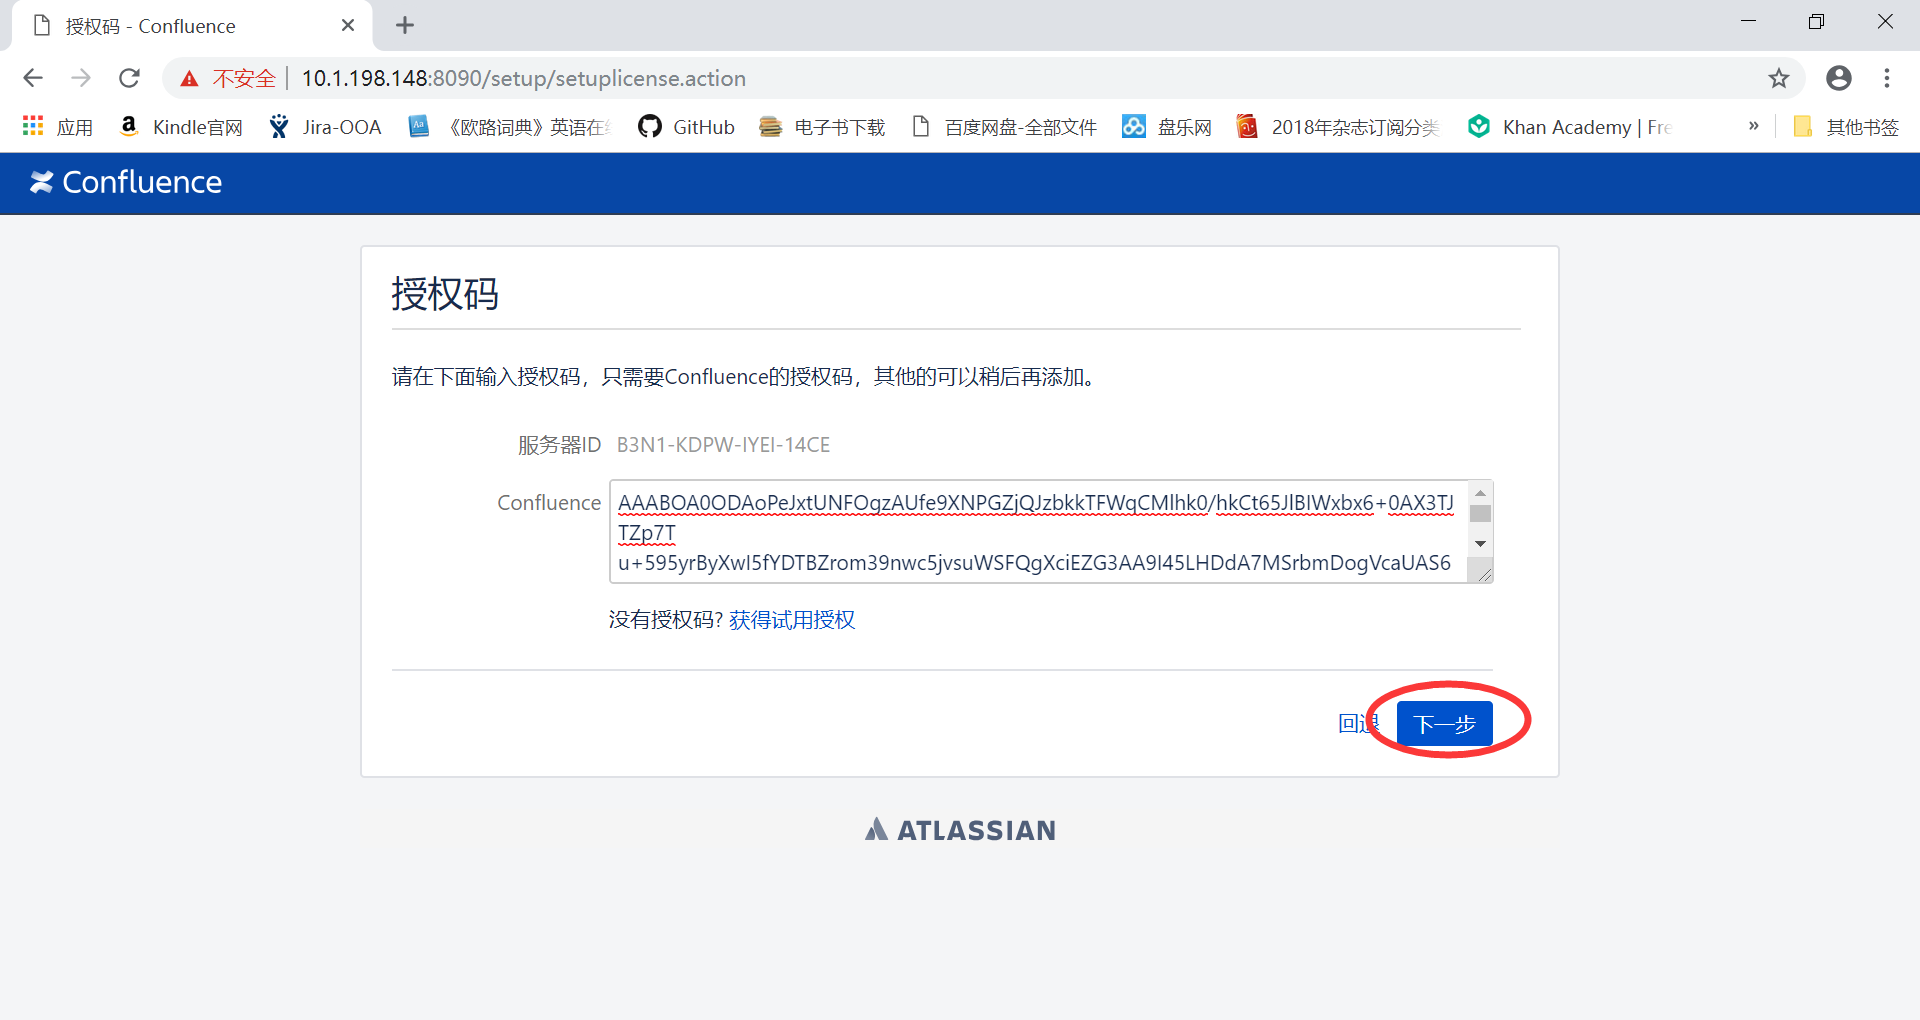 授权码 - Confluence
不安全 10.1.198.148:8090/setup/setuplicense.action
应用 Kindle官网 Jira-OOA 《欧路词典》英语在 GitHub 电子书下载 百度网盘-全部文件 盘乐网 2018年杂志订阅分类 Khan Academy | Fre » 其他书签
Confluence
授权码
请在下面输入授权码，只需要Confluence的授权码，其他的可以稍后再添加。
服务器ID B3N1-KDPW-IYEI-14CE
Confluence AAABOA0ODAoPeJxtUNFOgzAUfe9XNPGZjQJzbkkTFWqCMlhk0/hkCt65JlBIWxbx6+0AX3TJ
TZp7T
u+595yrByXwI5fYDTBZrom39nwc5jvsuWSFQgXciEZG3AA9I45LHDdA7MSrbmDogVcaUAS6
没有授权码? 获得试用授权
回退 下一步
ATLASSIAN